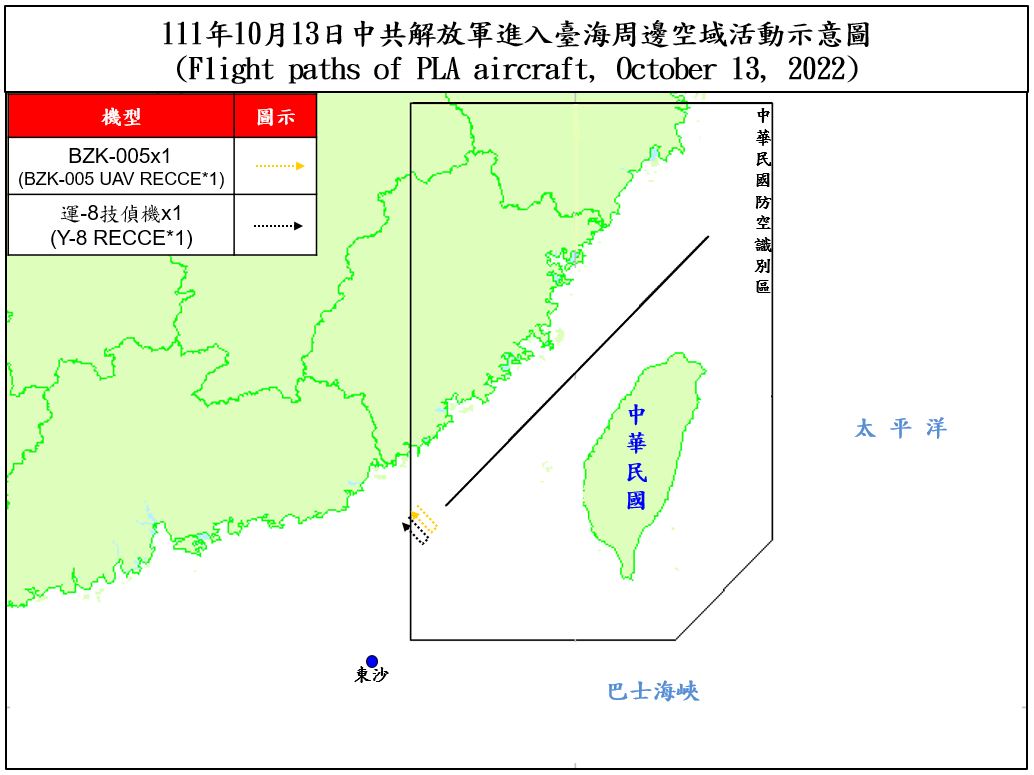 111年10月13日中共解放軍進入臺海周邊空域活動示意圖
(Flight paths of PLA aircraft, October 13, 2022)
機型 圖示
BZK-005x1
(BZK-005 UAV RECCE*1)
運-8技偵機x1
(Y-8 RECCE*1)
中華民國防空識別區
中華民國
太平洋
東沙
巴士海峽